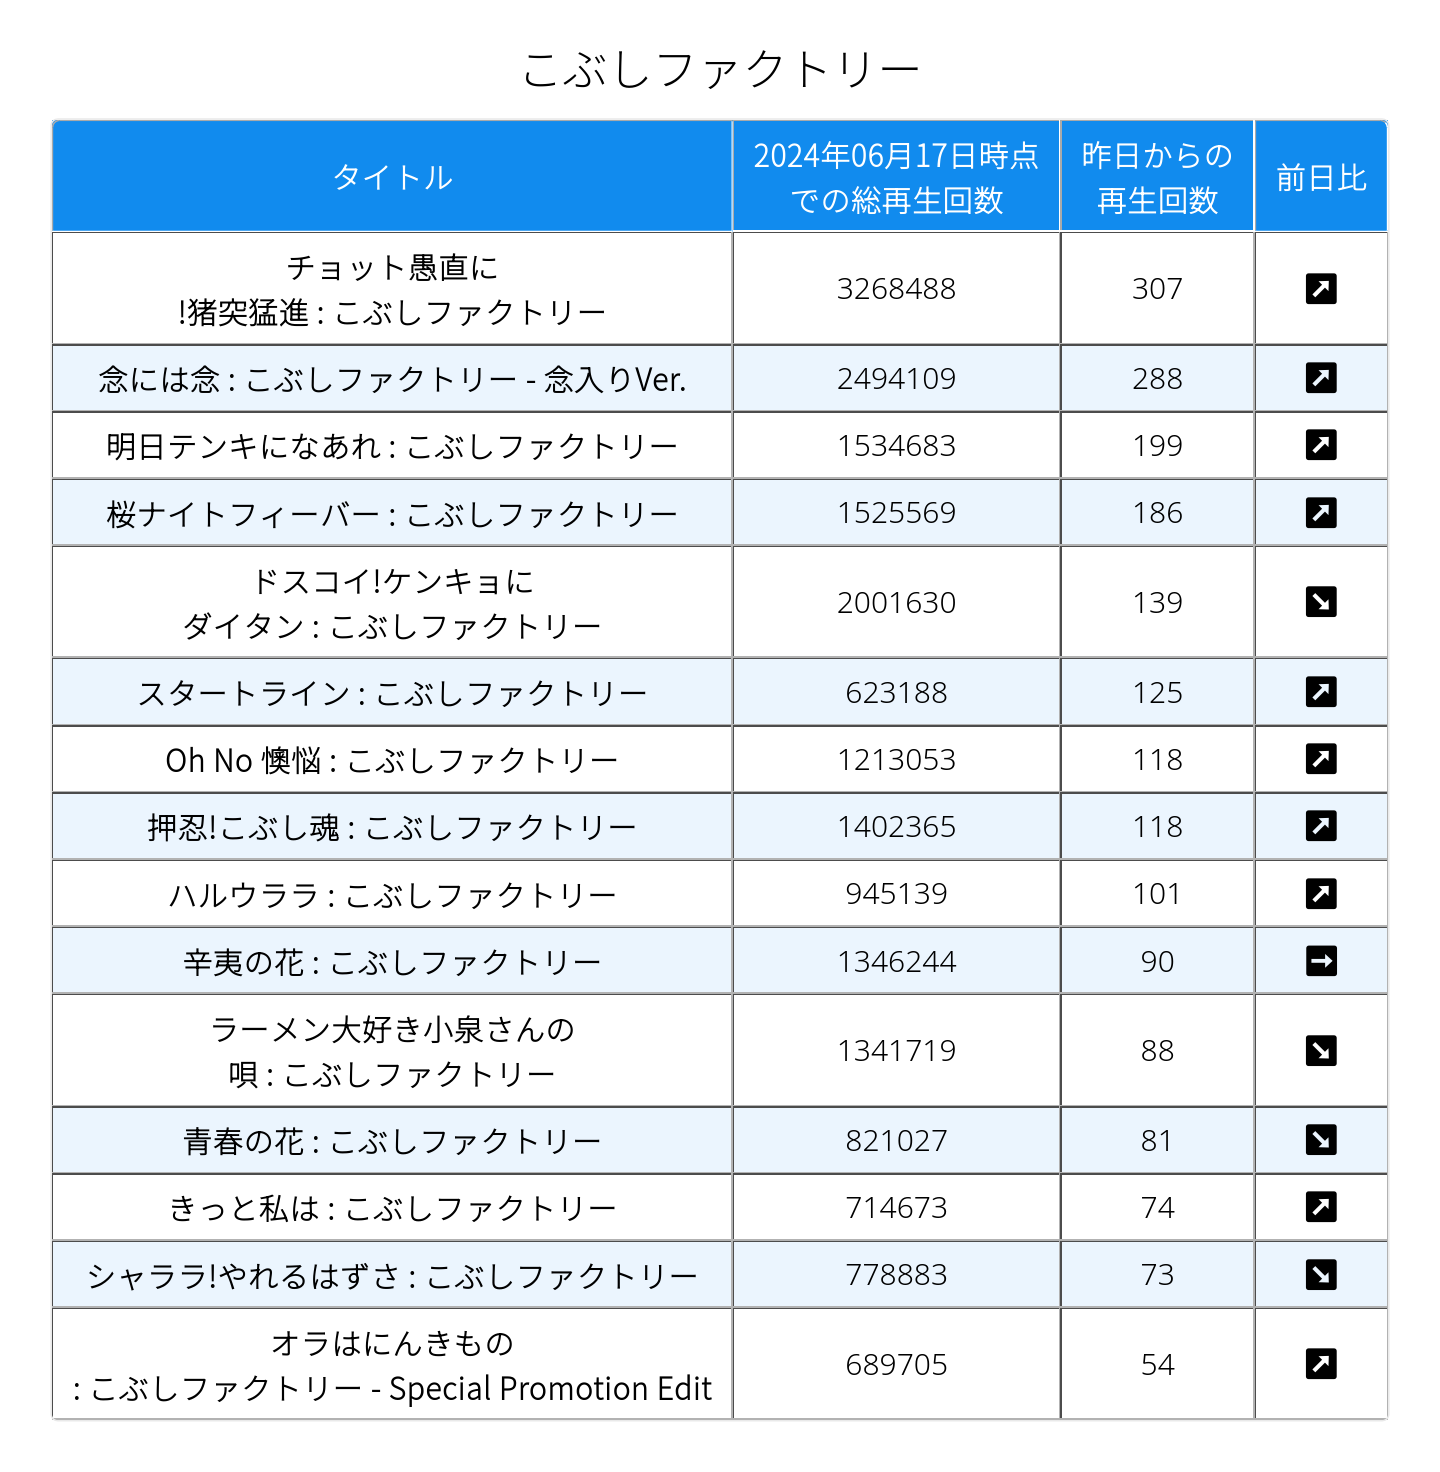 こぶしファクトリー
タイトル
2024年06月17日時点
での総再生回数
昨日からの
再生回数
前日比
チョット愚直に
!猪突猛進 : こぶしファクトリー
3268488
307
念には念 : こぶしファクトリー - 念入りVer.
2494109
288
明日テンキになあれ : こぶしファクトリー
1534683
199
桜ナイトフィーバー : こぶしファクトリー
1525569
186
ドスコイ!ケンキョに
ダイタン : こぶしファクトリー
2001630
139
スタートライン : こぶしファクトリー
623188
125
Oh No 懊悩 : こぶしファクトリー
1213053
118
押忍!こぶし魂 : こぶしファクトリー
1402365
118
ハルウララ : こぶしファクトリー
945139
101
辛夷の花 : こぶしファクトリー
1346244
90
ラーメン大好き小泉さんの
唄 : こぶしファクトリー
1341719
88
青春の花 : こぶしファクトリー
821027
81
きっと私は : こぶしファクトリー
714673
74
シャララ!やれるはずさ : こぶしファクトリー
778883
73
オラはにんきもの
: こぶしファクトリー - Special Promotion Edit
689705
54